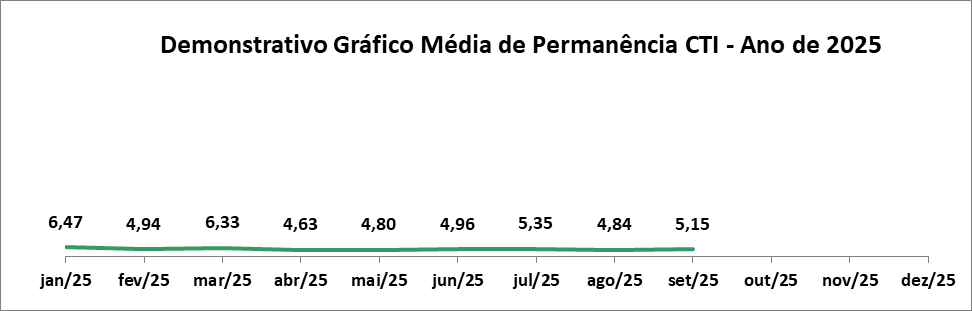 Demonstrativo Gráfico Média de Permanência CTI - Ano de 2025
6,47 4,94 6,33 4,63 4,80 4,96 5,35 4,84 5,15
jan/25 fev/25 mar/25 abr/25 mai/25 jun/25 jul/25 ago/25 set/25 out/25 nov/25 dez/25